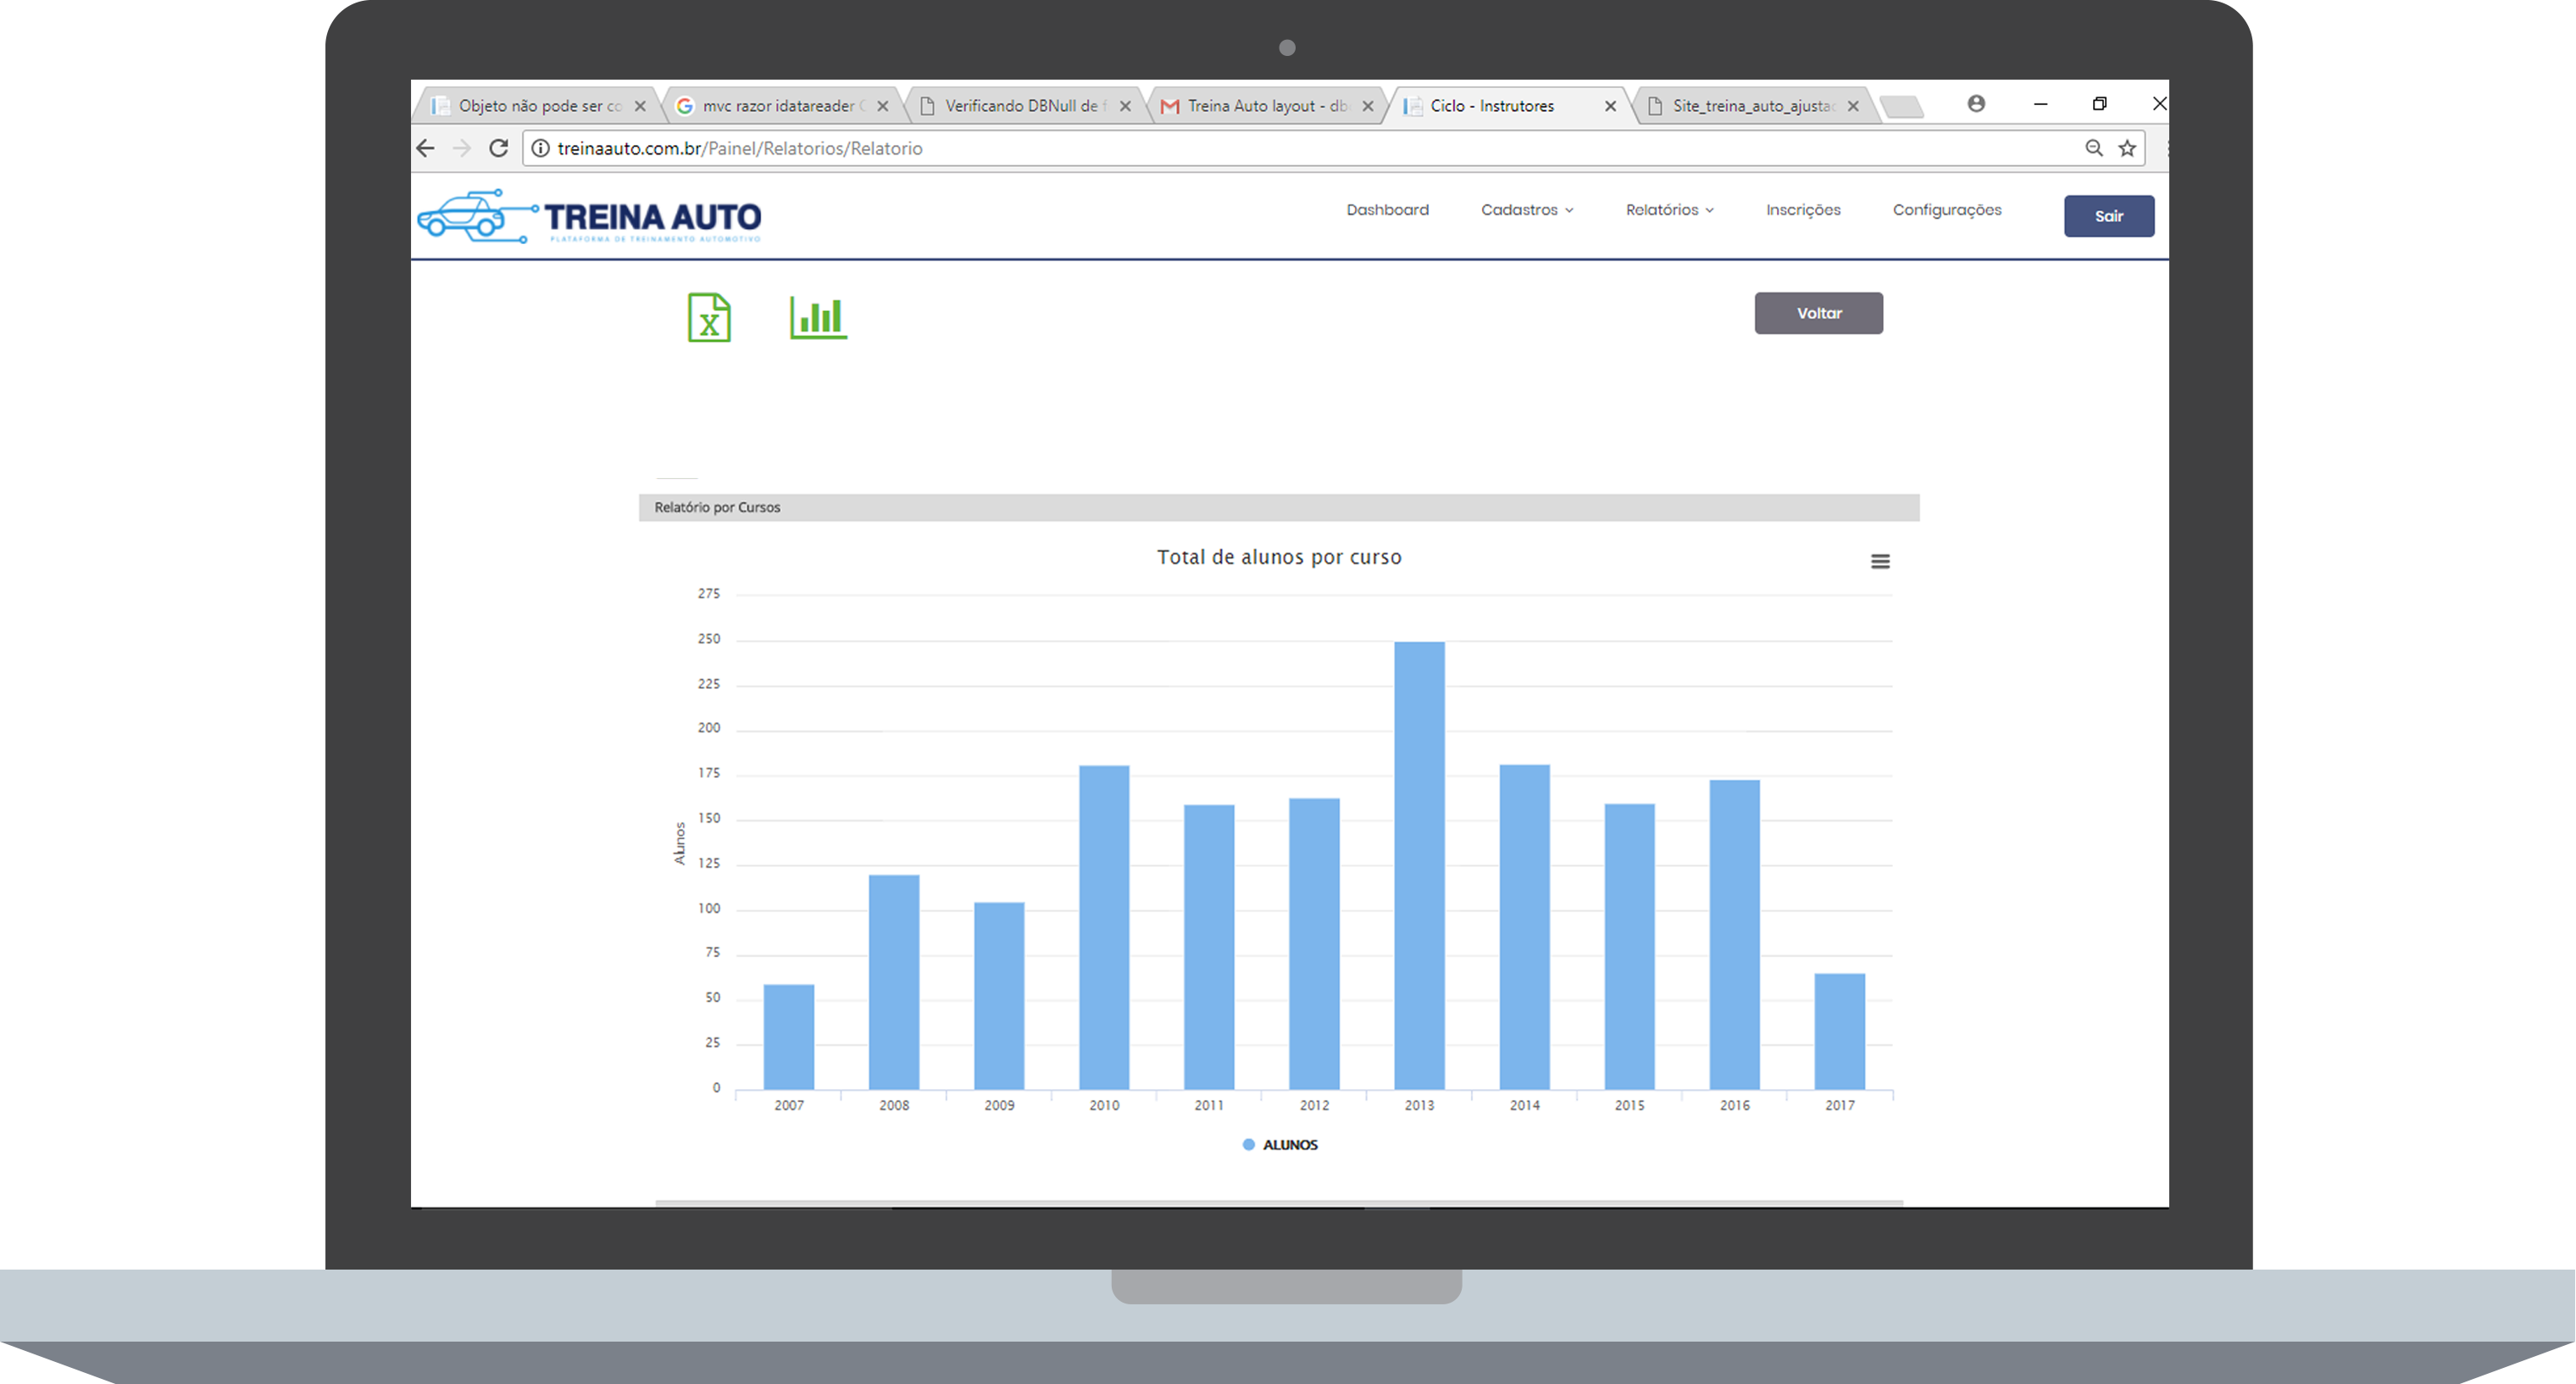 Objeto não pode ser co
mvc razor idatareader
Verificando DBNull de f
Treina Auto layout - db
Ciclo - Instrutores
Site_treina_auto_ajusta
treinaauto.com.br/Painel/Relatorios/Relatorio
TREINA AUTO
PLATAFORMA DE TREINAMENTO AUTOMOTIVO
Dashboard
Cadastros
Relatórios
Inscrições
Configurações
Sair
X
Voltar
Relatório por Cursos
Total de alunos por curso
275
250
225
200
175
150
125
100
75
50
25
0
Alunos
2007 2008 2009 2010 2011 2012 2013 2014 2015 2016 2017
ALUNOS